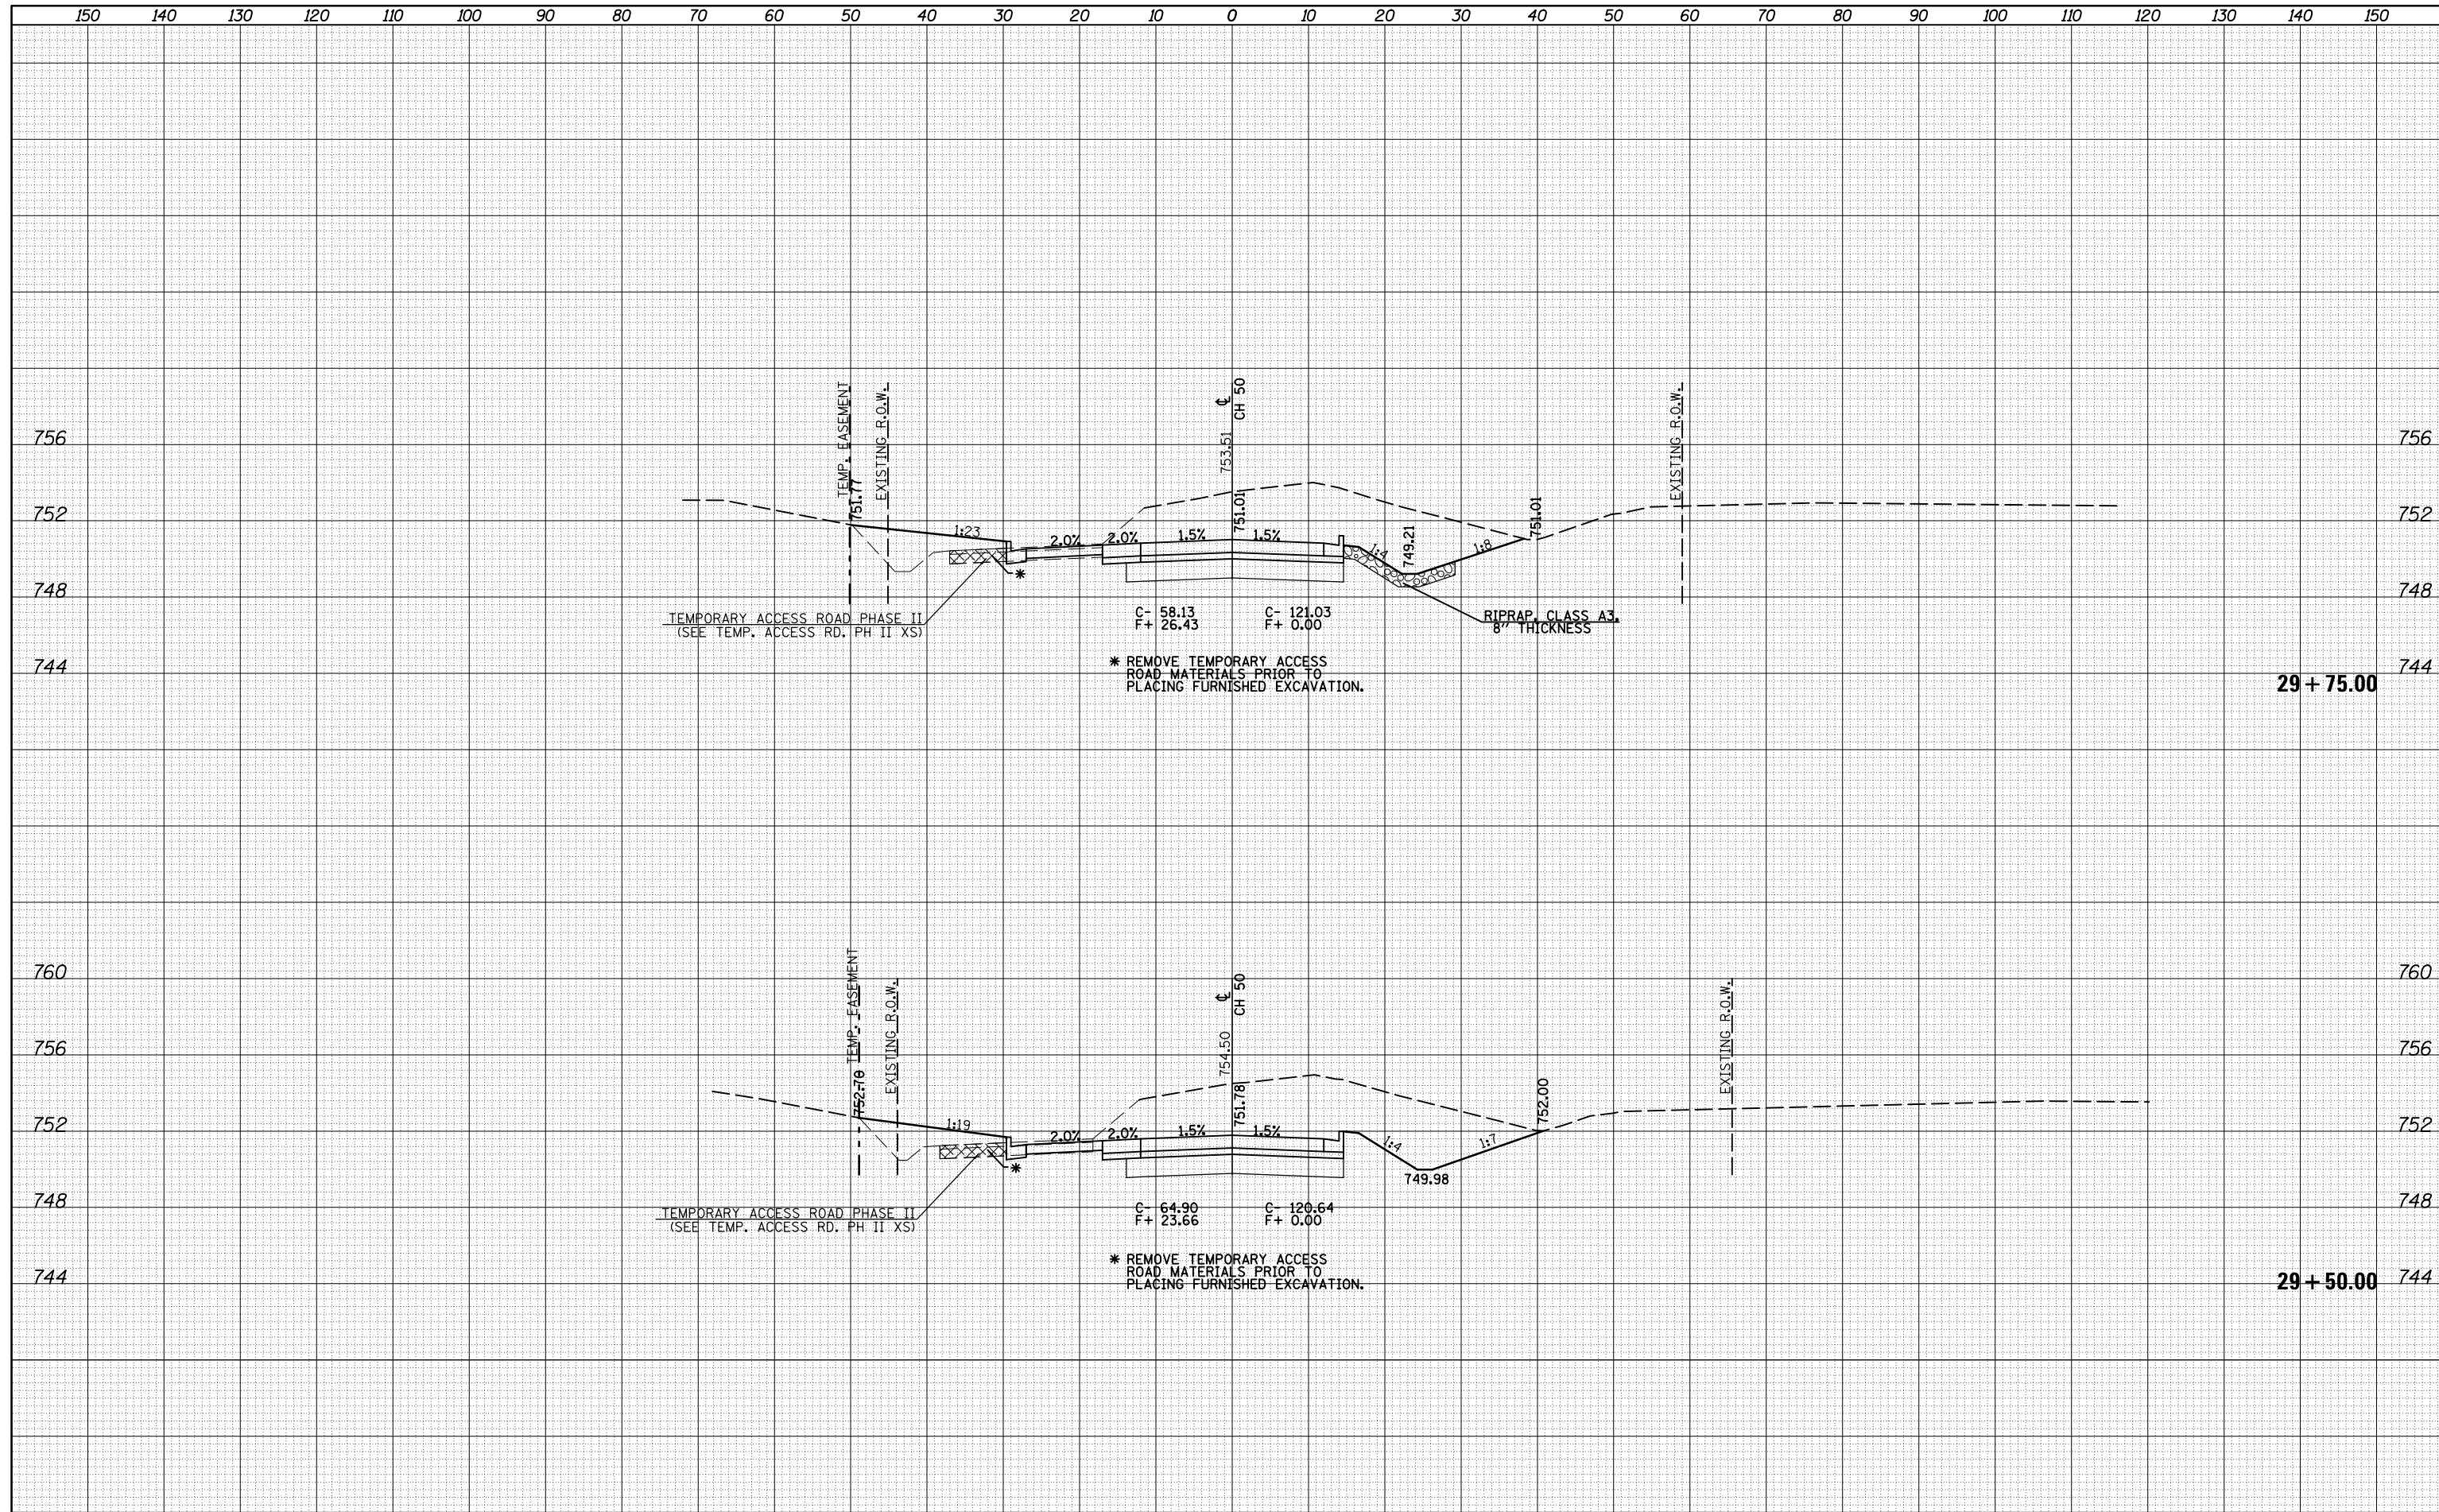 150 140 130 120 110 100 90 80 70 60 50 40 30 20 10 0 10 20 30 40 50 60 70 80 90 100 110 120 130 140 150
TEMP. EASEMENT
EXISTING R.O.W.
℄
CH 50
EXISTING R.O.W.
756 756
753.51
751.77
751.01
751.01
752 752
1:23 2.0% 2.0% 1.5% 1.5% 1:4 749.21 1:8
*
748 748
TEMPORARY ACCESS ROAD PHASE II
(SEE TEMP. ACCESS RD. PH II XS)
C- 58.13 C- 121.03
F+ 26.43 F+ 0.00
RIPRAP, CLASS A3,
8" THICKNESS
744 744
* REMOVE TEMPORARY ACCESS
ROAD MATERIALS PRIOR TO
PLACING FURNISHED EXCAVATION.
29+75.00
760 760
TEMP. EASEMENT
EXISTING R.O.W.
℄
CH 50
EXISTING R.O.W.
756 756
754.50
752.70
751.78
752.00
752 752
1:19 2.0% 2.0% 1.5% 1.5% 1:4 1:7
*
749.98
748 748
TEMPORARY ACCESS ROAD PHASE II
(SEE TEMP. ACCESS RD. PH II XS)
C- 64.90 C- 120.64
F+ 23.66 F+ 0.00
* REMOVE TEMPORARY ACCESS
ROAD MATERIALS PRIOR TO
PLACING FURNISHED EXCAVATION.
744 29+50.00 744